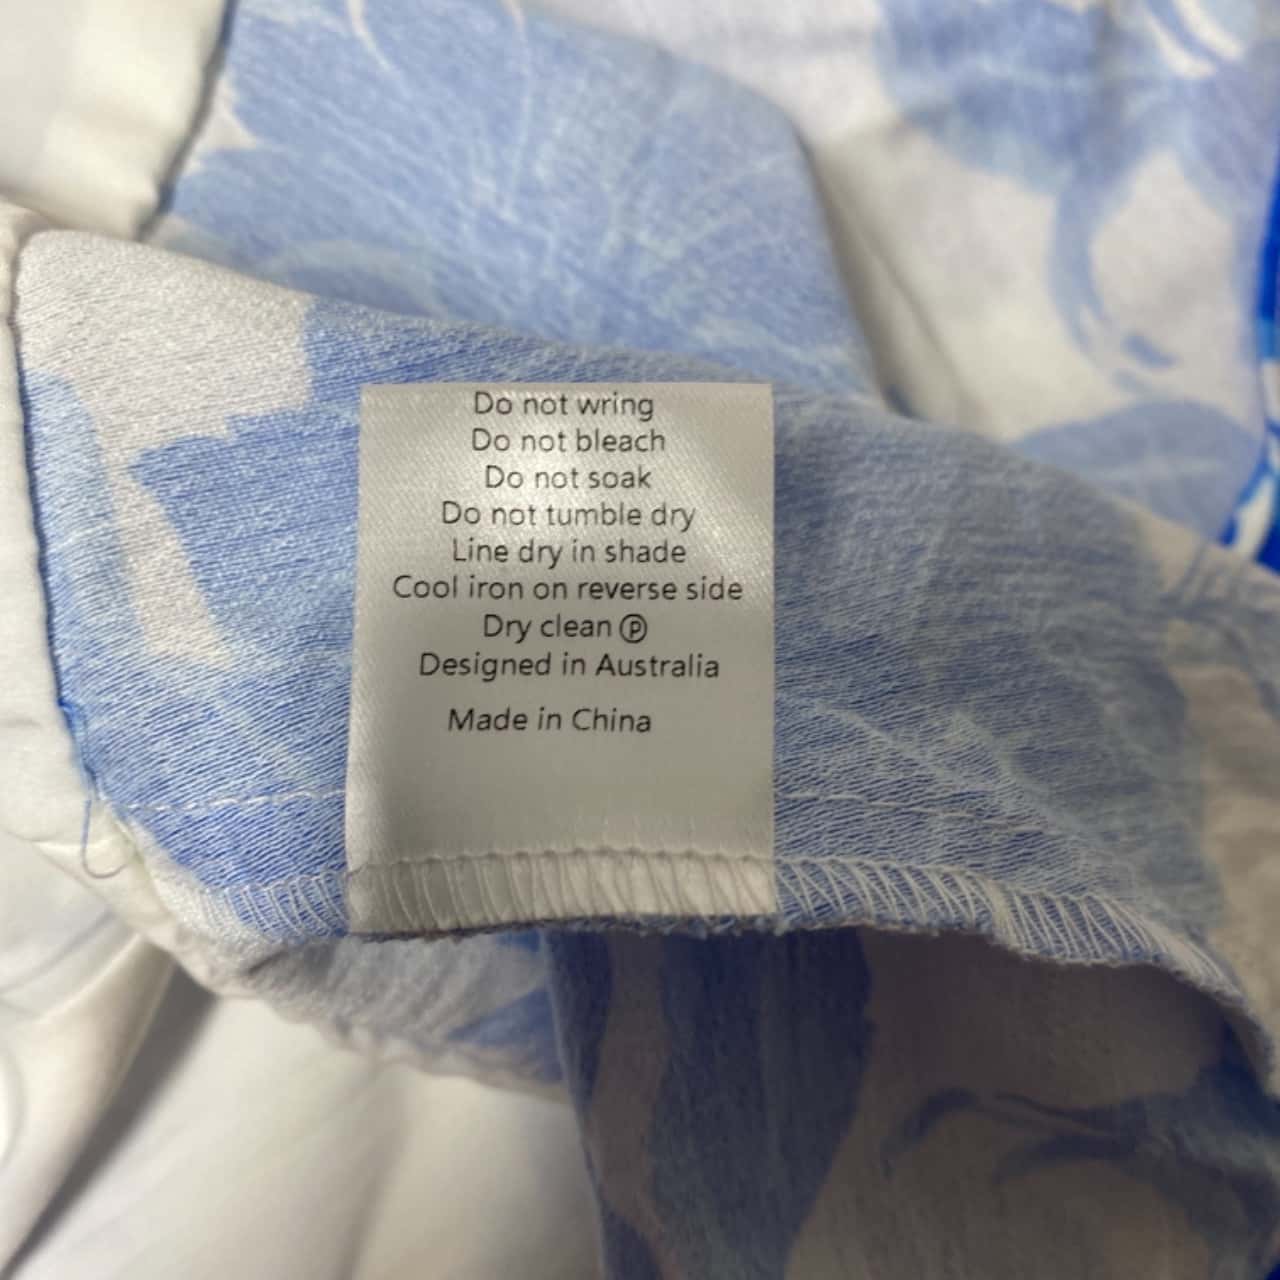 Do not wring
Do not bleach
Do not soak
Do not tumble dry
Line dry in shade
Cool iron on reverse side
Dry clean Ⓟ
Designed in Australia
Made in China